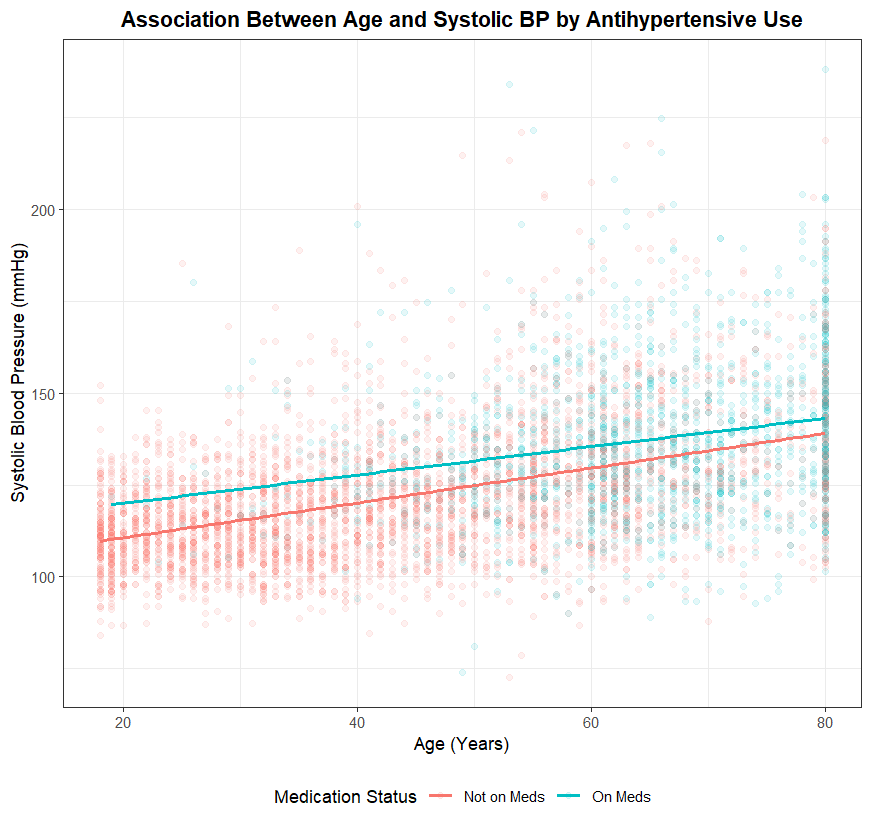 Association Between Age and Systolic BP by Antihypertensive Use
Systolic Blood Pressure (mmHg)
200
150
100
20 40 60 80
Age (Years)
Medication Status Not on Meds On Meds